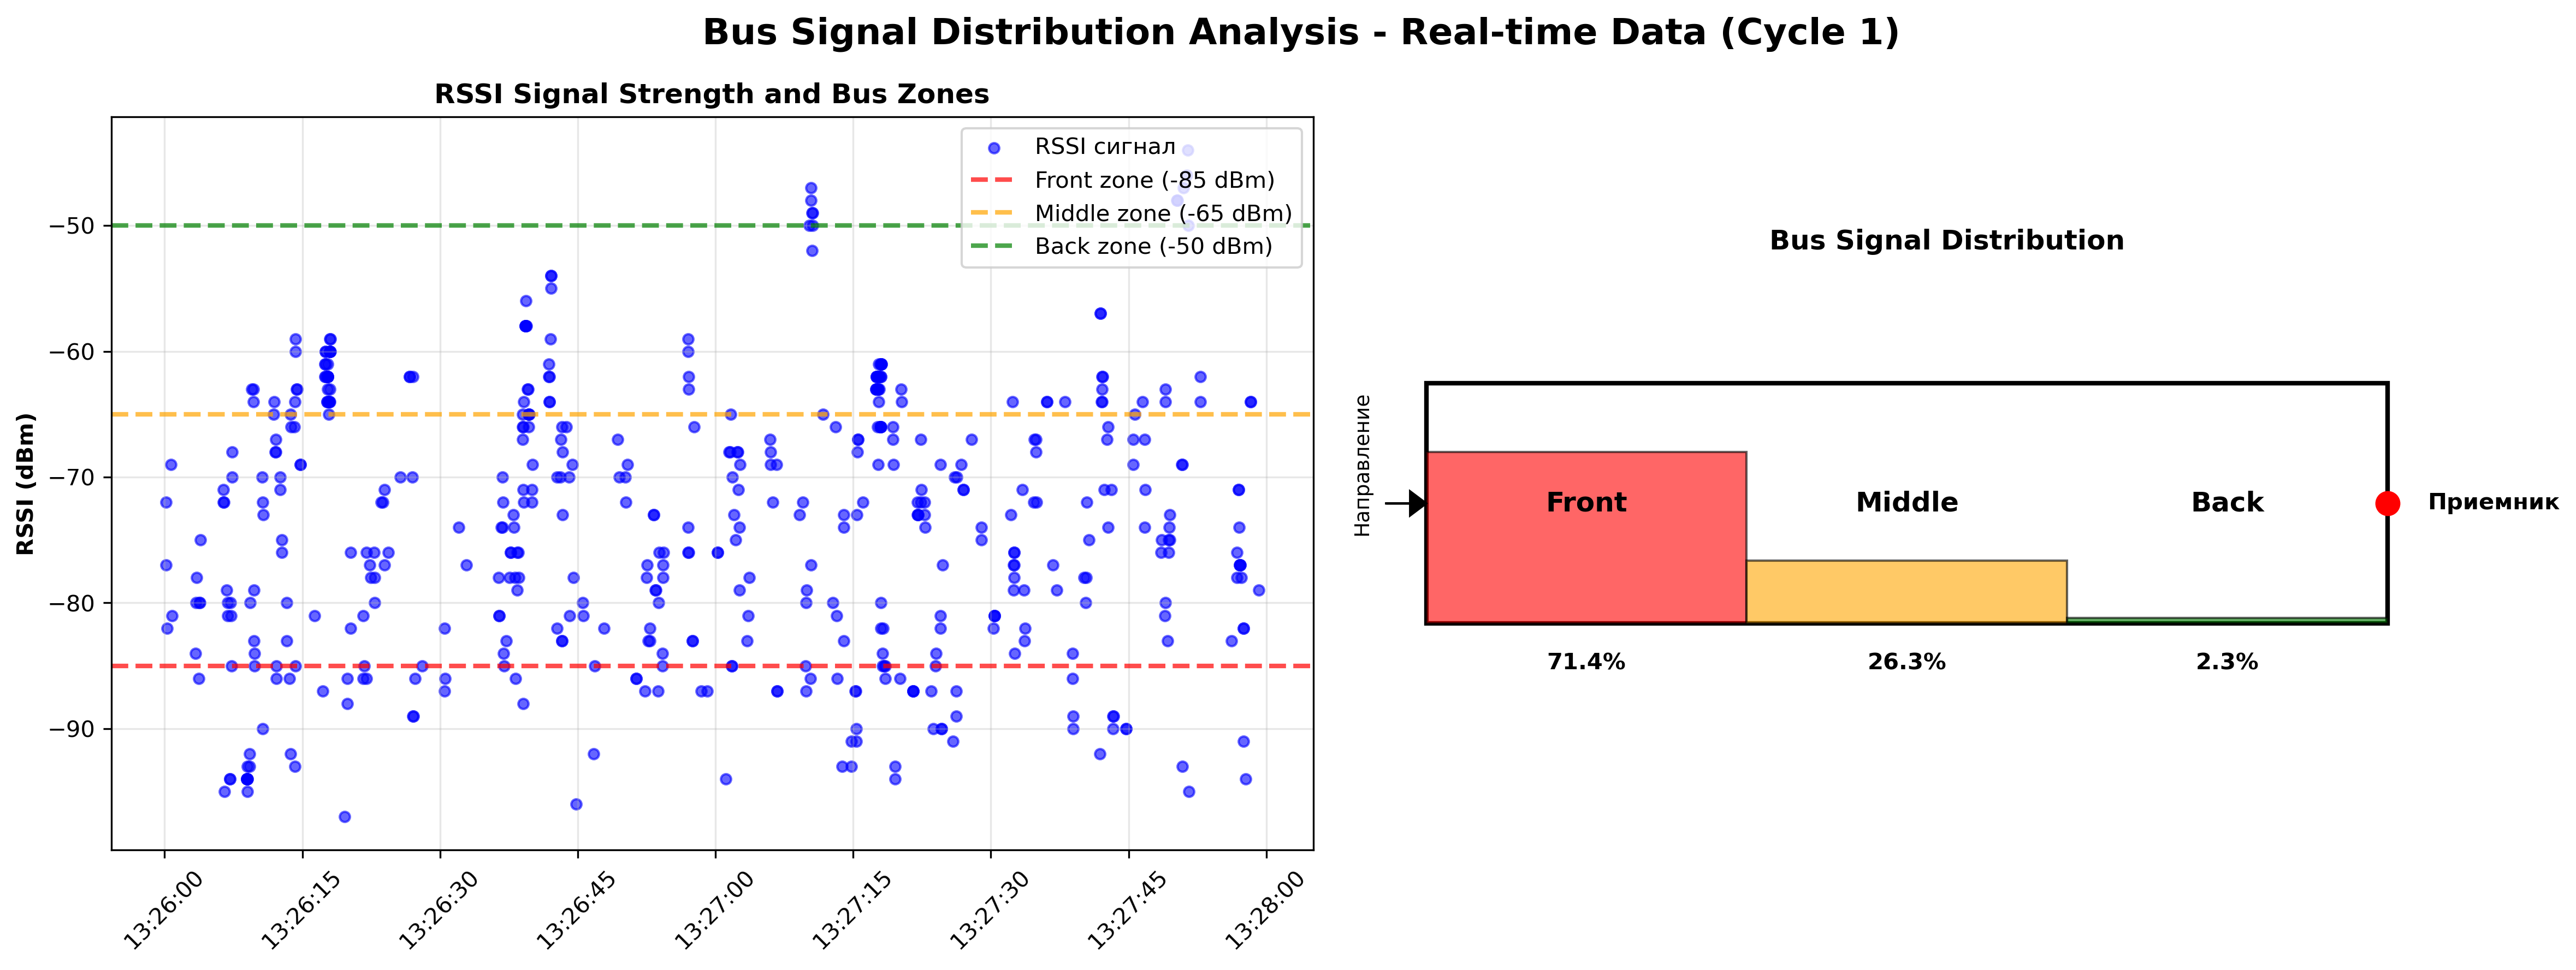 Bus Signal Distribution Analysis - Real-time Data (Cycle 1)
RSSI Signal Strength and Bus Zones
RSSI (dBm)
−50
−60
−70
−80
−90
RSSI сигнал
Front zone (-85 dBm)
Middle zone (-65 dBm)
Back zone (-50 dBm)
13:26:00
13:26:15
13:26:30
13:26:45
13:27:00
13:27:15
13:27:30
13:27:45
13:28:00
Bus Signal Distribution
Направление
Front
Middle
Back
Приемник
71.4%
26.3%
2.3%